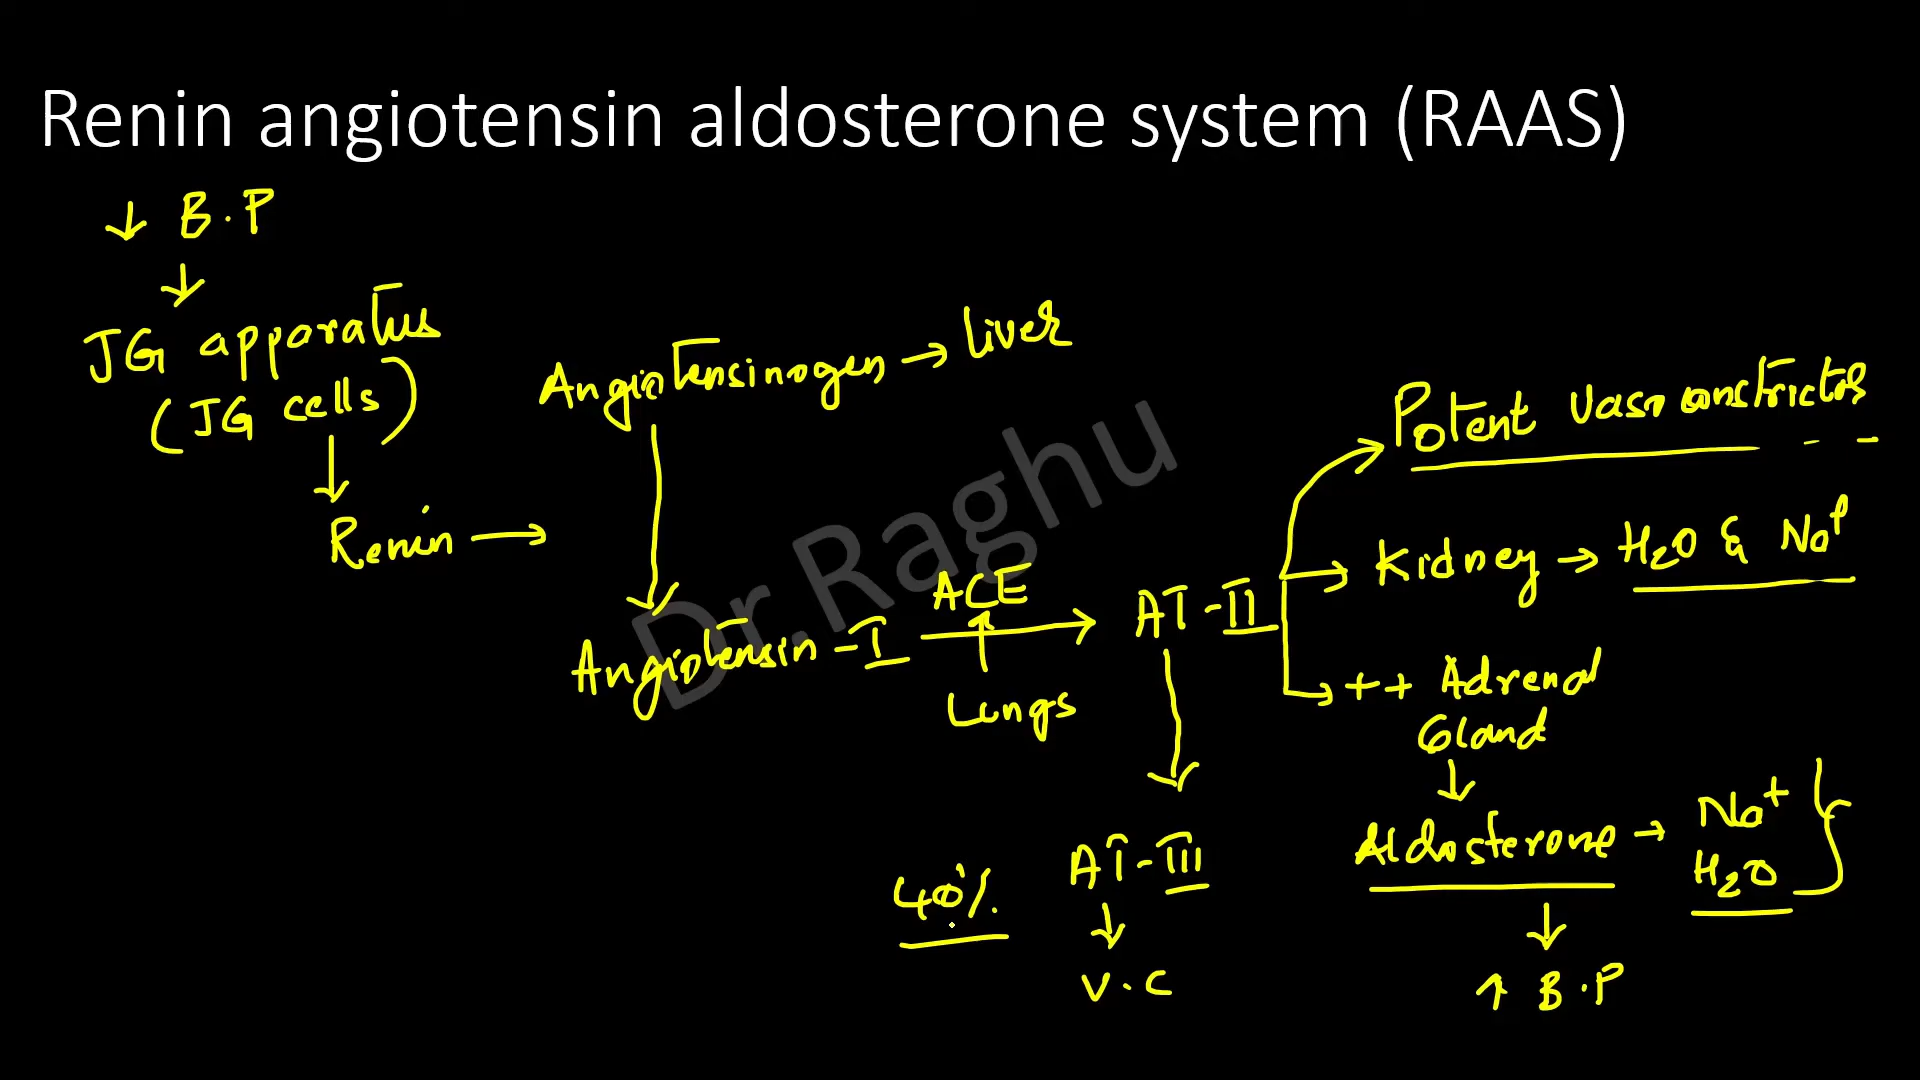 Renin angiotensin aldosterone system (RAAS)
↓ B.P
↓
JG apparatus
(JG cells)
↓
Renin →
Angiotensinogen → Liver
↓
Angiotensin - I → AT - II
ACE
↑
Lungs
→ Potent vasoconstrictor
→ Kidney → H2O & Na+
→ ++ Adrenal
Gland
↓
Aldosterone → Na+
H2O
↓
↑ B.P
↓
AT - III
↓
V.C
40%
Dr.Raghu